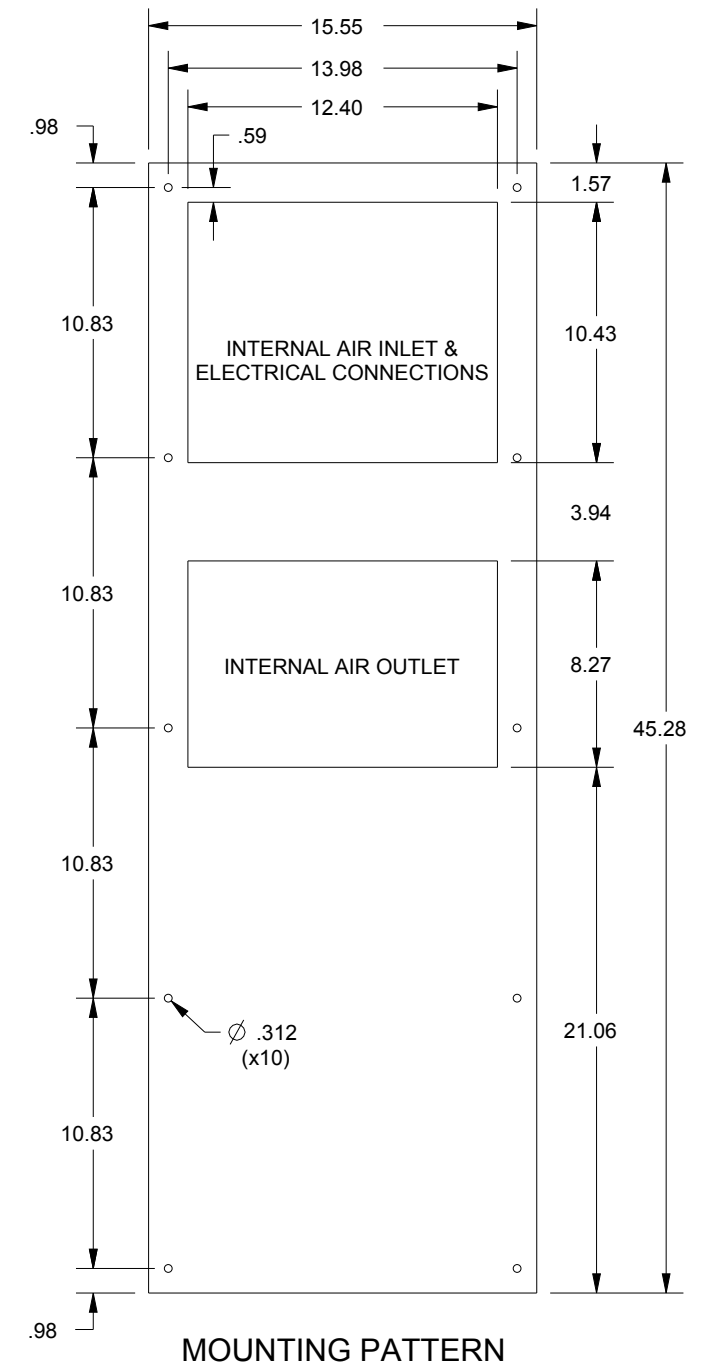 15.55
13.98
12.40
.98
.59
1.57
10.83
INTERNAL AIR INLET &
ELECTRICAL CONNECTIONS
10.43
3.94
10.83
INTERNAL AIR OUTLET
8.27
45.28
10.83
Ø .312
(x10)
21.06
10.83
.98
MOUNTING PATTERN